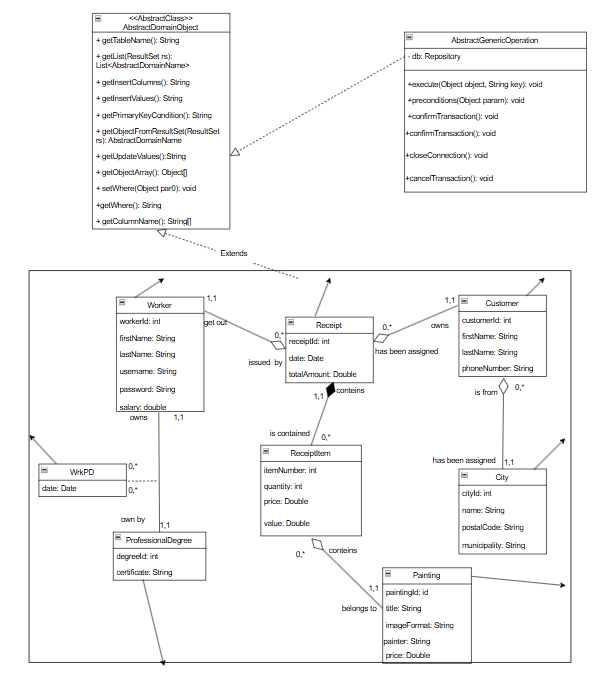 <<AbstractClass>>
AbstractDomainObject
+ getTableName(): String
+ getList(ResultSet rs):
List<AbstractDomainName>
+ getInsertColumns(): String
+ getInsertValues(): String
+ getPrimaryKeyCondition(): String
+ getObjectFromResultSet(ResultSet
rs): AbstractDomainName
+ getUpdateValues():String
+ getObjectArray(): Object[]
+ setWhere(Object par0): void
+getWhere(): String
+ getColumnName(): String[]
AbstractGenericOperation
- db: Repository
+execute(Object object, String key): void
+preconditions(Object param): void
+confirmTransaction(): void
+confirmTransaction(): void
+closeConnection(): void
+cancelTransaction(): void
Extends
Worker
workerId: int
firstName: String
lastName: String
username: String
password: String
salary: double
1,1
get out
0,*
issued by
Receipt
receiptId: int
date: Date
totalAmount: Double
0,*
has been assigned
1,1
owns
Customer
customerId: int
firstName: String
lastName: String
phoneNumber: String
is from
0,*
has been assigned
1,1
City
cityId: int
name: String
postalCode: String
municipality: String
conteins
1,1
is contained
0,*
ReceiptItem
itemNumber: int
quantity: int
price: Double
value: Double
owns
1,1
WrkPD
date: Date
0,*
0,*
own by
1,1
ProfessionalDegree
degreeId: int
certificate: String
0,*
conteins
1,1
belongs to
Painting
paintingId: id
title: String
imageFormat: String
painter: String
price: Double